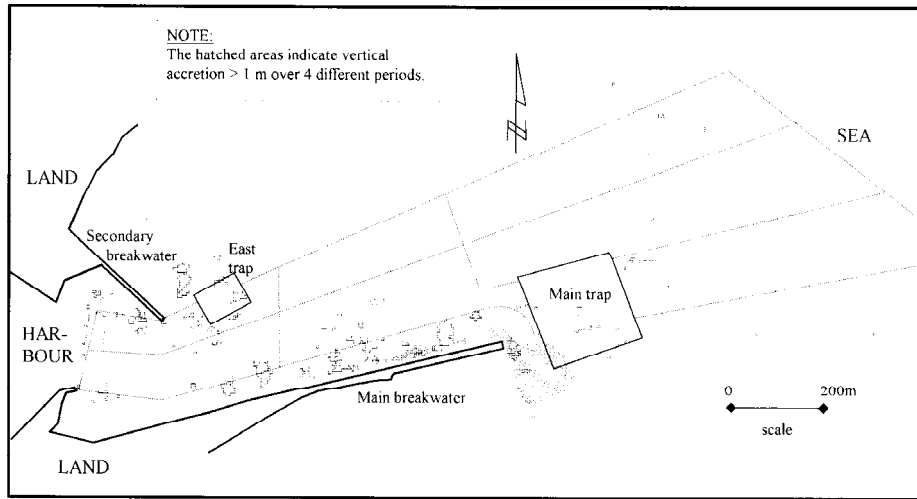 NOTE:
The hatched areas indicate vertical
accretion > 1 m over 4 different periods.
N
SEA
LAND
Secondary
breakwater
East
trap
Main trap
HAR-
BOUR
Main breakwater
0 200m
scale
LAND